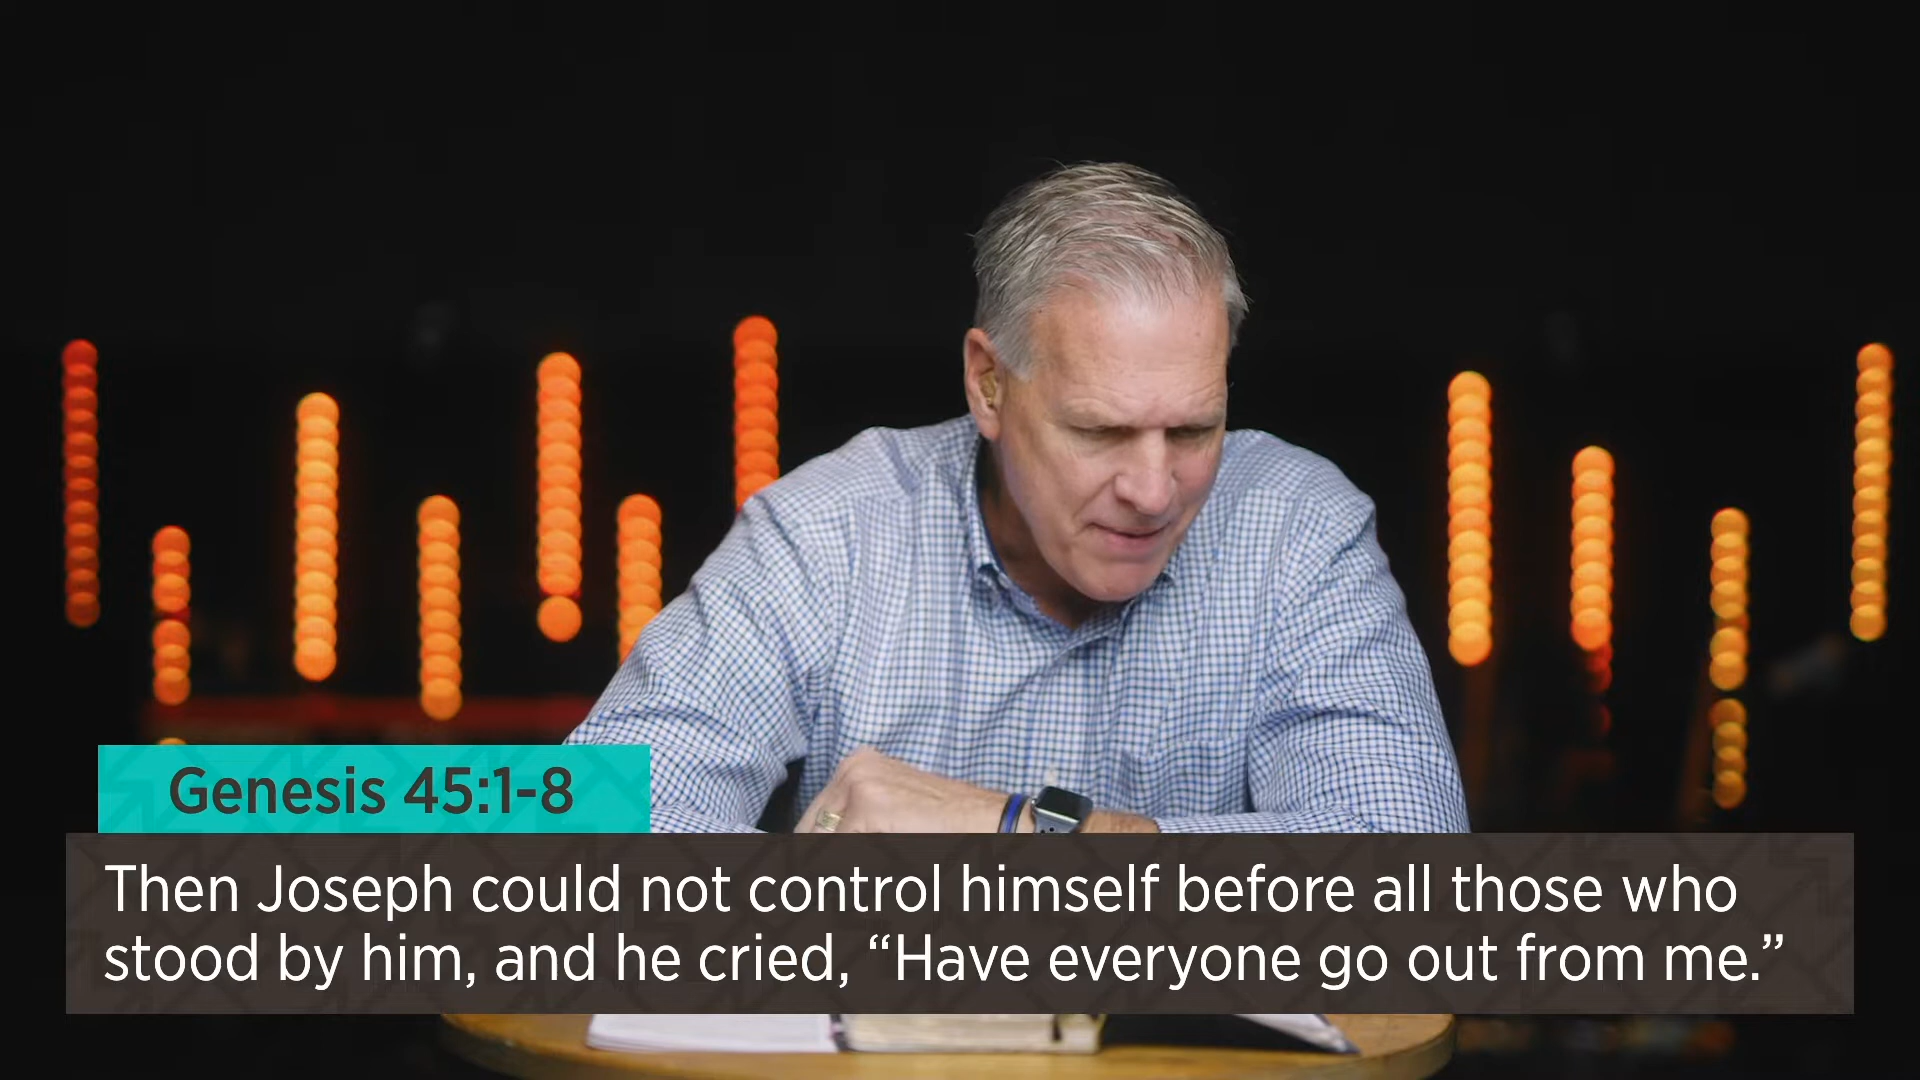 Genesis 45:1-8
Then Joseph could not control himself before all those who
stood by him, and he cried, “Have everyone go out from me.”